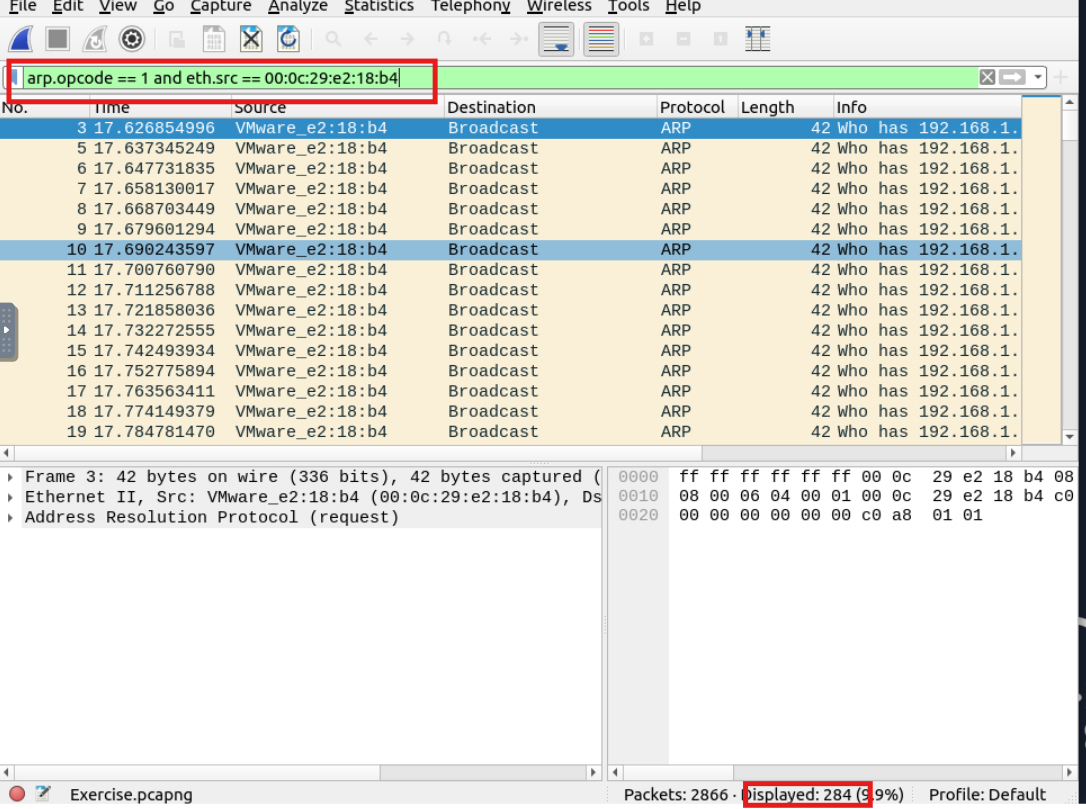 File Edit View Go Capture Analyze Statistics Telephony Wireless Tools Help
arp.opcode == 1 and eth.src == 00:0c:29:e2:18:b4
No. Time Source Destination Protocol Length Info
3 17.626854996 VMware_e2:18:b4 Broadcast ARP 42 Who has 192.168.1.
5 17.637345249 VMware_e2:18:b4 Broadcast ARP 42 Who has 192.168.1.
6 17.647731835 VMware_e2:18:b4 Broadcast ARP 42 Who has 192.168.1.
7 17.658130017 VMware_e2:18:b4 Broadcast ARP 42 Who has 192.168.1.
8 17.668703449 VMware_e2:18:b4 Broadcast ARP 42 Who has 192.168.1.
9 17.679601294 VMware_e2:18:b4 Broadcast ARP 42 Who has 192.168.1.
10 17.690243597 VMware_e2:18:b4 Broadcast ARP 42 Who has 192.168.1.
11 17.700760790 VMware_e2:18:b4 Broadcast ARP 42 Who has 192.168.1.
12 17.711256788 VMware_e2:18:b4 Broadcast ARP 42 Who has 192.168.1.
13 17.721858036 VMware_e2:18:b4 Broadcast ARP 42 Who has 192.168.1.
14 17.732272555 VMware_e2:18:b4 Broadcast ARP 42 Who has 192.168.1.
15 17.742493934 VMware_e2:18:b4 Broadcast ARP 42 Who has 192.168.1.
16 17.752775894 VMware_e2:18:b4 Broadcast ARP 42 Who has 192.168.1.
17 17.763563411 VMware_e2:18:b4 Broadcast ARP 42 Who has 192.168.1.
18 17.774149379 VMware_e2:18:b4 Broadcast ARP 42 Who has 192.168.1.
19 17.784781470 VMware_e2:18:b4 Broadcast ARP 42 Who has 192.168.1.
Frame 3: 42 bytes on wire (336 bits), 42 bytes captured (
Ethernet II, Src: VMware_e2:18:b4 (00:0c:29:e2:18:b4), Ds
Address Resolution Protocol (request)
0000 ff ff ff ff ff ff 00 0c 29 e2 18 b4 08
0010 08 00 06 04 00 01 00 0c 29 e2 18 b4 c0
0020 00 00 00 00 00 00 c0 a8 01 01
Exercise.pcapng
Packets: 2866 · Displayed: 284 (9.9%)
Profile: Default